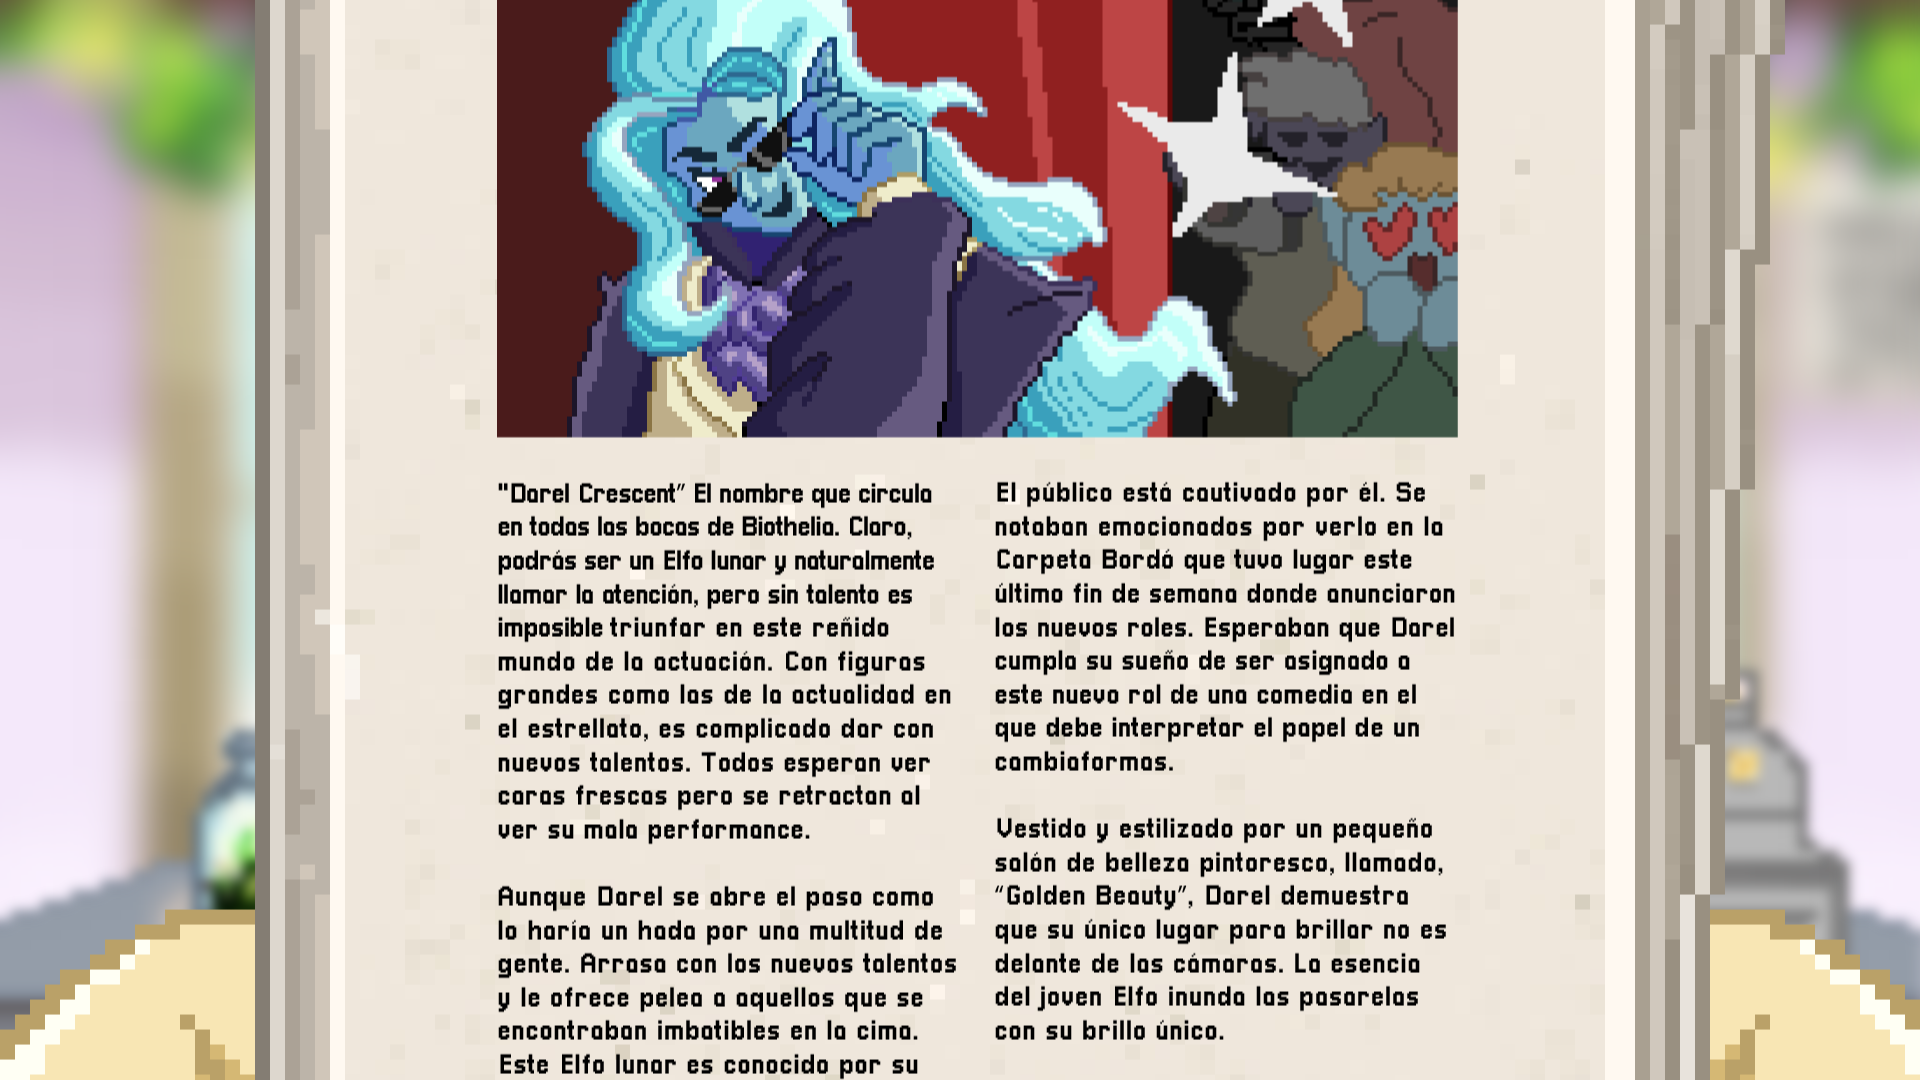 "Darel Crescent" El nombre que circula
en todas las bocas de Biothelia. Claro,
podrás ser un Elfo lunar y naturalmente
llamar la atención, pero sin talento es
imposible triunfar en este reñido
mundo de la actuación. Con figuras
grandes como las de la actualidad en
el estrellato, es complicado dar con
nuevos talentos. Todos esperan ver
caras frescas pero se retractan al
ver su mala performance.
Aunque Darel se abre el paso como
lo haría un hada por una multitud de
gente. Arrasa con los nuevos talentos
y le ofrece pelea a aquellos que se
encontraban imbatibles en la cima.
Este Elfo lunar es conocido por su
El público está cautivado por él. Se
notaban emocionados por verlo en la
Carpeta Bordó que tuvo lugar este
último fin de semana donde anunciaron
los nuevos roles. Esperaban que Darel
cumpla su sueño de ser asignado a
este nuevo rol de una comedia en el
que debe interpretar el papel de un
cambiaformas.
Vestido y estilizado por un pequeño
salón de belleza pintoresco, llamado,
"Golden Beauty", Darel demuestra
que su único lugar para brillar no es
delante de las cámaras. La esencia
del joven Elfo inunda las pasarelas
con su brillo único.